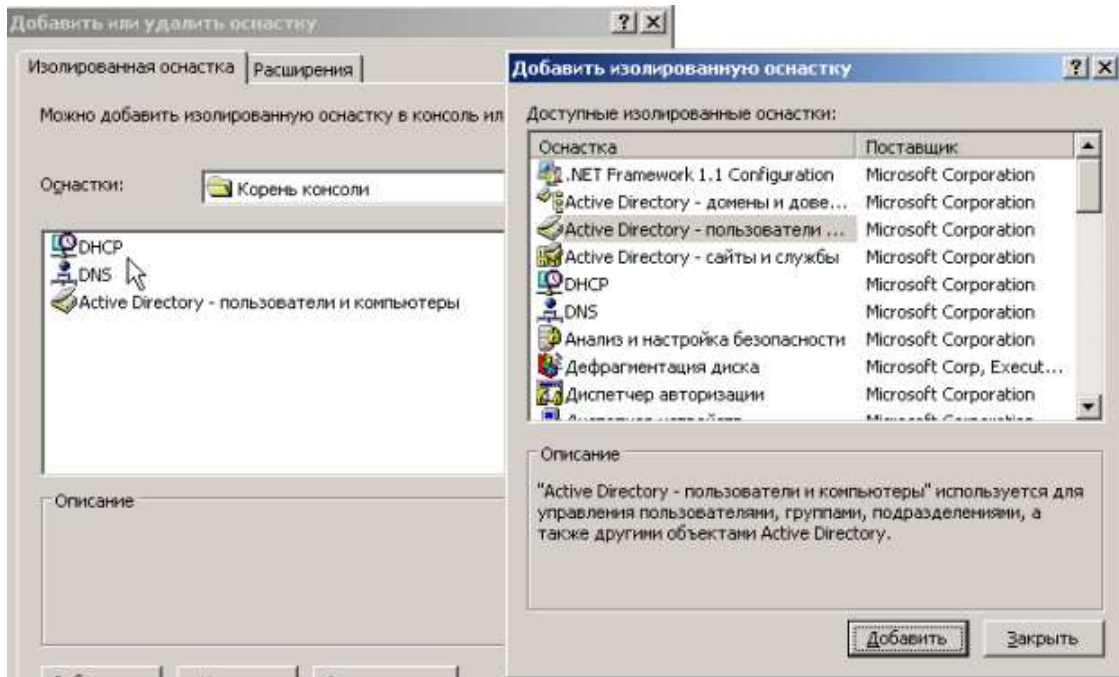 Добавить или удалить оснастку
Изолированная оснастка
Расширения
Можно добавить изолированную оснастку в консоль ил
Оснастки:
Корень консоли
DHCP
DNS
Active Directory - пользователи и компьютеры
Описание
Добавить изолированную оснастку
Доступные изолированные оснастки:
Оснастка Поставщик
.NET Framework 1.1 Configuration Microsoft Corporation
Active Directory - домены и дове... Microsoft Corporation
Active Directory - пользователи ... Microsoft Corporation
Active Directory - сайты и службы Microsoft Corporation
DHCP Microsoft Corporation
DNS Microsoft Corporation
Анализ и настройка безопасности Microsoft Corporation
Дефрагментация диска Microsoft Corp, Execut...
Диспетчер авторизации Microsoft Corporation
Описание
"Active Directory - пользователи и компьютеры" используется для
управления пользователями, группами, подразделениями, а
также другими объектами Active Directory.
Добавить
Закрыть